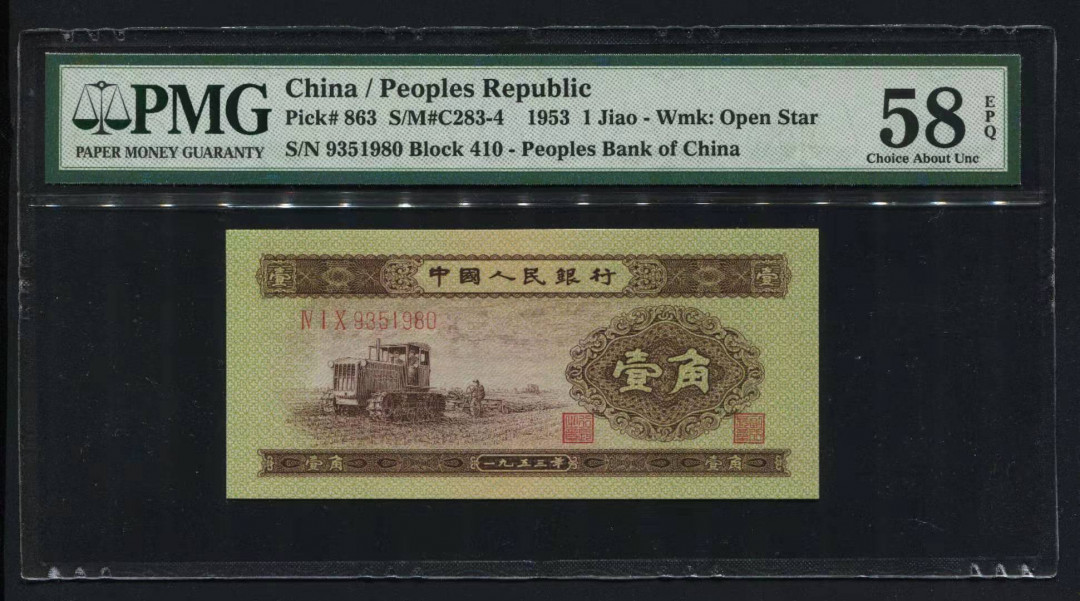 PMG
PAPER MONEY GUARANTY
China / Peoples Republic
Pick# 863 S/M#C283-4 1953 1 Jiao - Wmk: Open Star
S/N 9351980 Block 410 - Peoples Bank of China
58
EPQ
Choice About Unc
壹 中國人民銀行 壹
Ⅳ Ⅰ Ⅹ 9351980
壹角
壹角 一九五三年 壹角